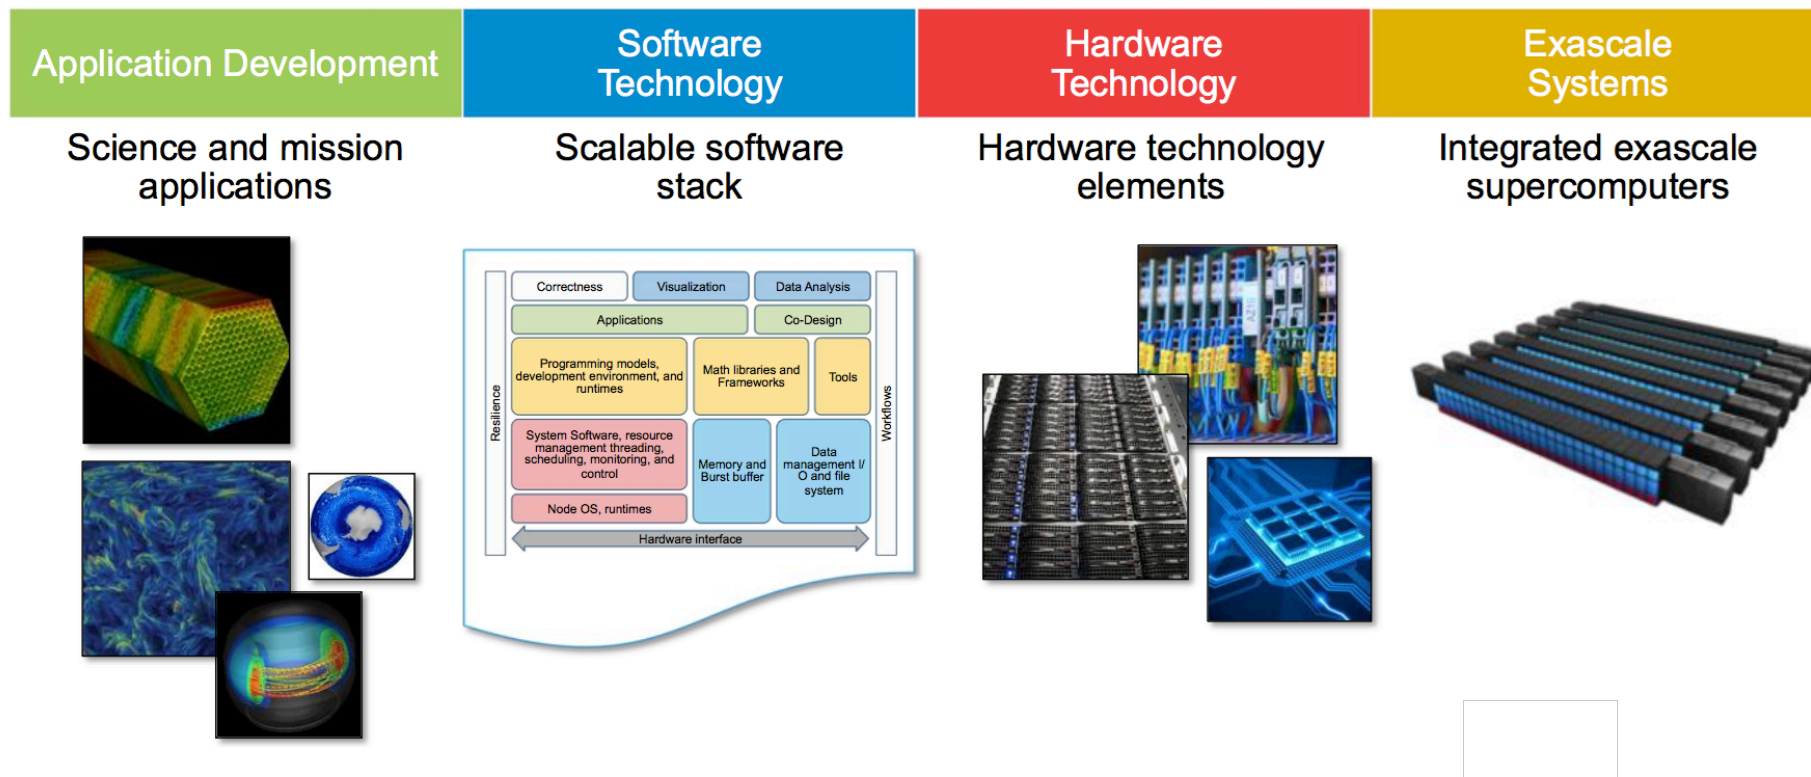 Application Development
Software
Technology
Hardware
Technology
Exascale
Systems
Science and mission
applications
Scalable software
stack
Hardware technology
elements
Integrated exascale
supercomputers
Resilience
Correctness
Visualization
Data Analysis
Applications
Co-Design
Programming models,
development environment, and
runtimes
Math libraries and
Frameworks
Tools
System Software, resource
management threading,
scheduling, monitoring, and
control
Memory and
Burst buffer
Data
management I/
O and file
system
Node OS, runtimes
Hardware interface
Workflows
AZ16